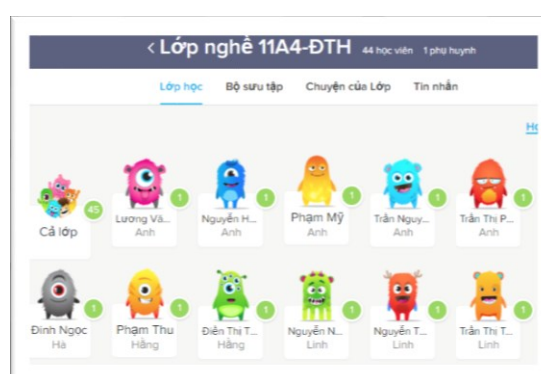 < Lớp nghề 11A4-ĐTH 44 học viên 1 phụ huynh
Lớp học Bộ sưu tập Chuyện của Lớp Tin nhắn
45 1 1 1 1 1
Cả lớp Lương Vă... Nguyễn H... Phạm Mỹ Trần Nguy... Trần Thị P...
Anh Anh Anh Anh Anh
1 1 1 1 1 1
Đinh Ngọc Phạm Thu Điền Thị T... Nguyễn N... Nguyễn T... Trần Thị T...
Hà Hằng Hằng Linh Linh Linh